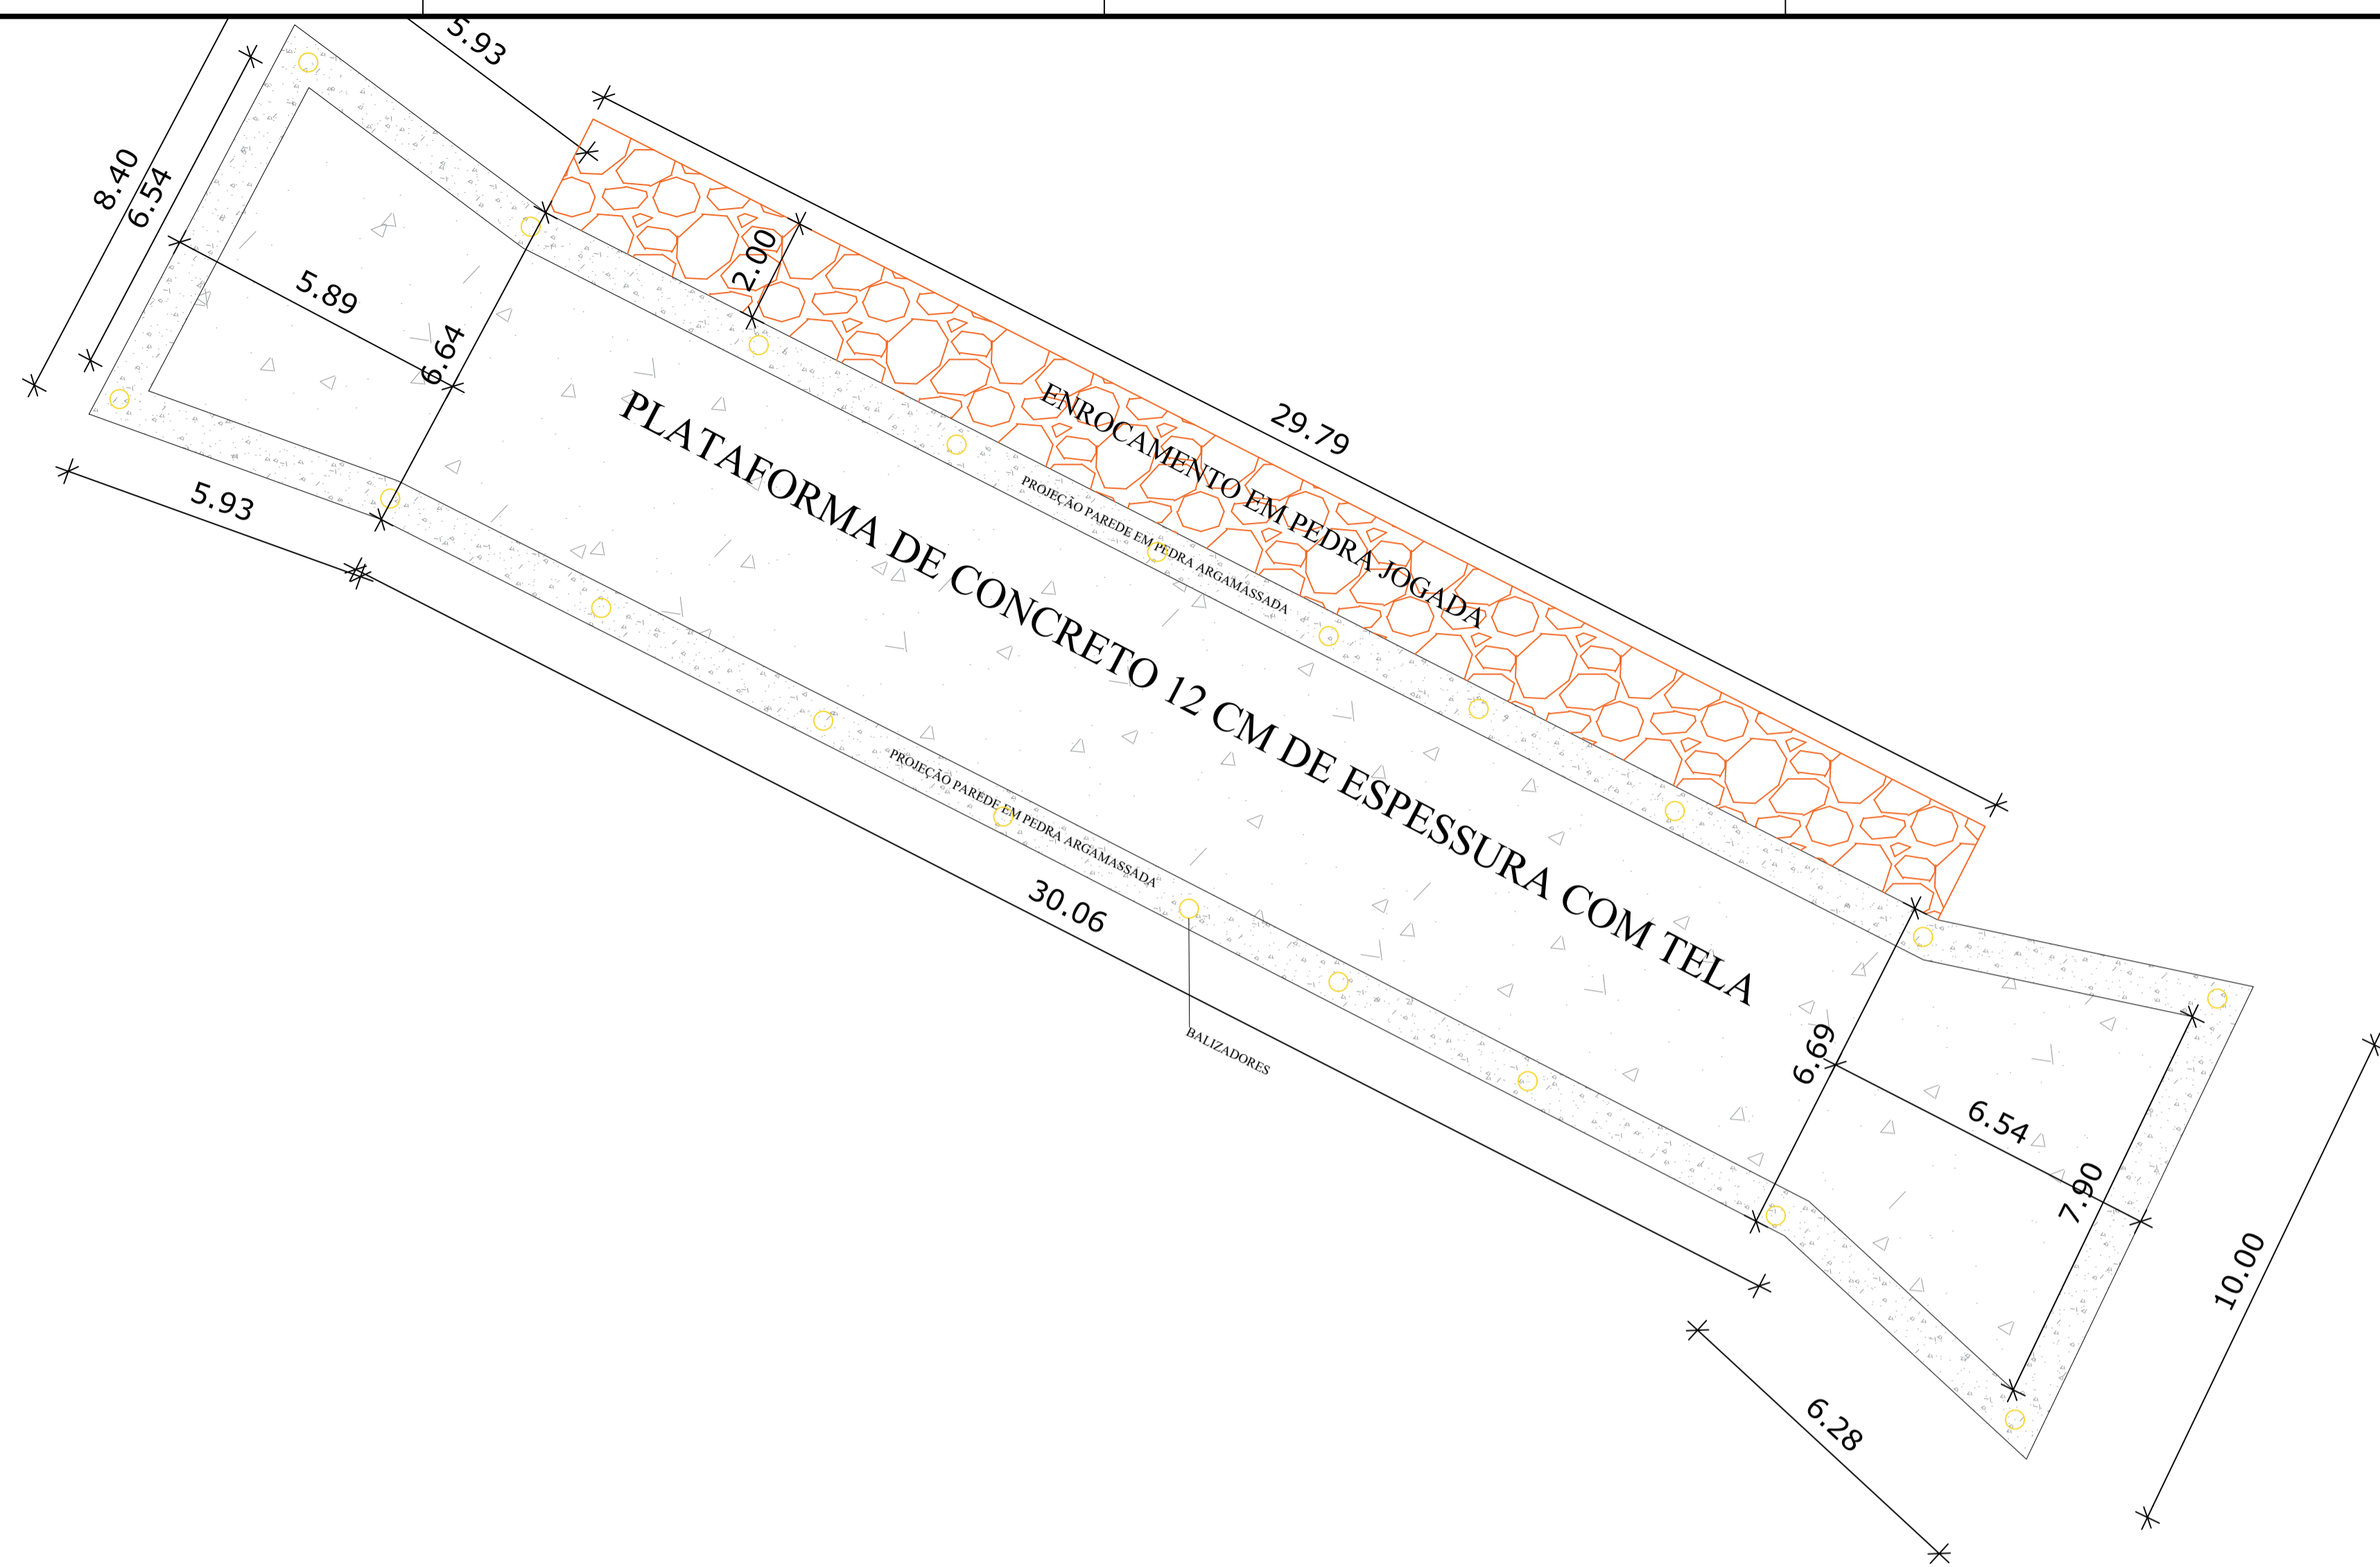 5.93
8.40
6.54
5.89
6.64
2.00
29.79
ENROCAMENTO EM PEDRA JOGADA
PROJEÇÃO PAREDE EM PEDRA ARGAMASSADA
PLATAFORMA DE CONCRETO 12 CM DE ESPESSURA COM TELA
5.93
PROJEÇÃO PAREDE EM PEDRA ARGAMASSADA
30.06
BALIZADORES
6.69
6.54
7.90
10.00
6.28